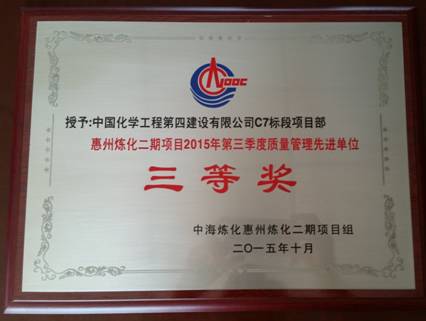 CNOOC
授予:中国化学工程第四建设有限公司C7标段项目部
惠州炼化二期项目2015年第三季度质量管理先进单位
三等奖
中海炼化惠州炼化二期项目组
二〇一五年十月